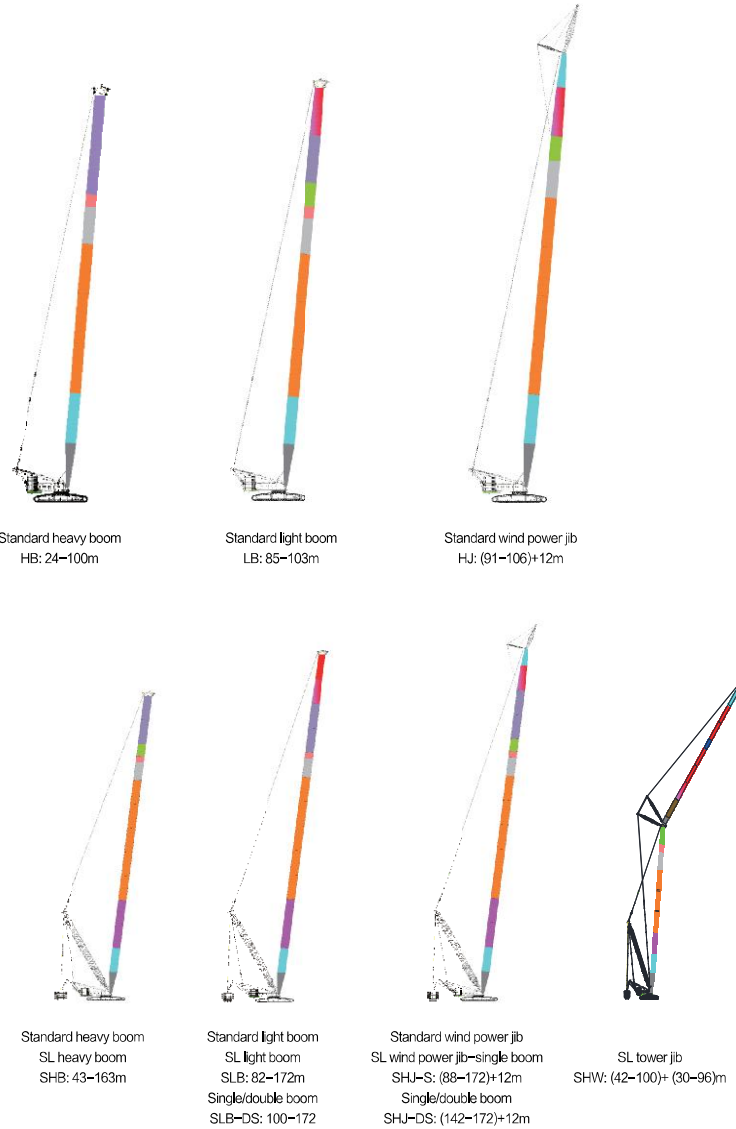 Standard heavy boom
HB: 24-100m
Standard light boom
LB: 85-103m
Standard wind power jib
HJ: (91-106)+12m
Standard heavy boom
SL heavy boom
SHB: 43-163m
Standard light boom
SL light boom
SLB: 82-172m
Single/double boom
SLB-DS: 100-172
Standard wind power jib
SL wind power jib-single boom
SHJ-S: (88-172)+12m
Single/double boom
SHJ-DS: (142-172)+12m
SL tower jib
SHW: (42-100)+ (30-96)m